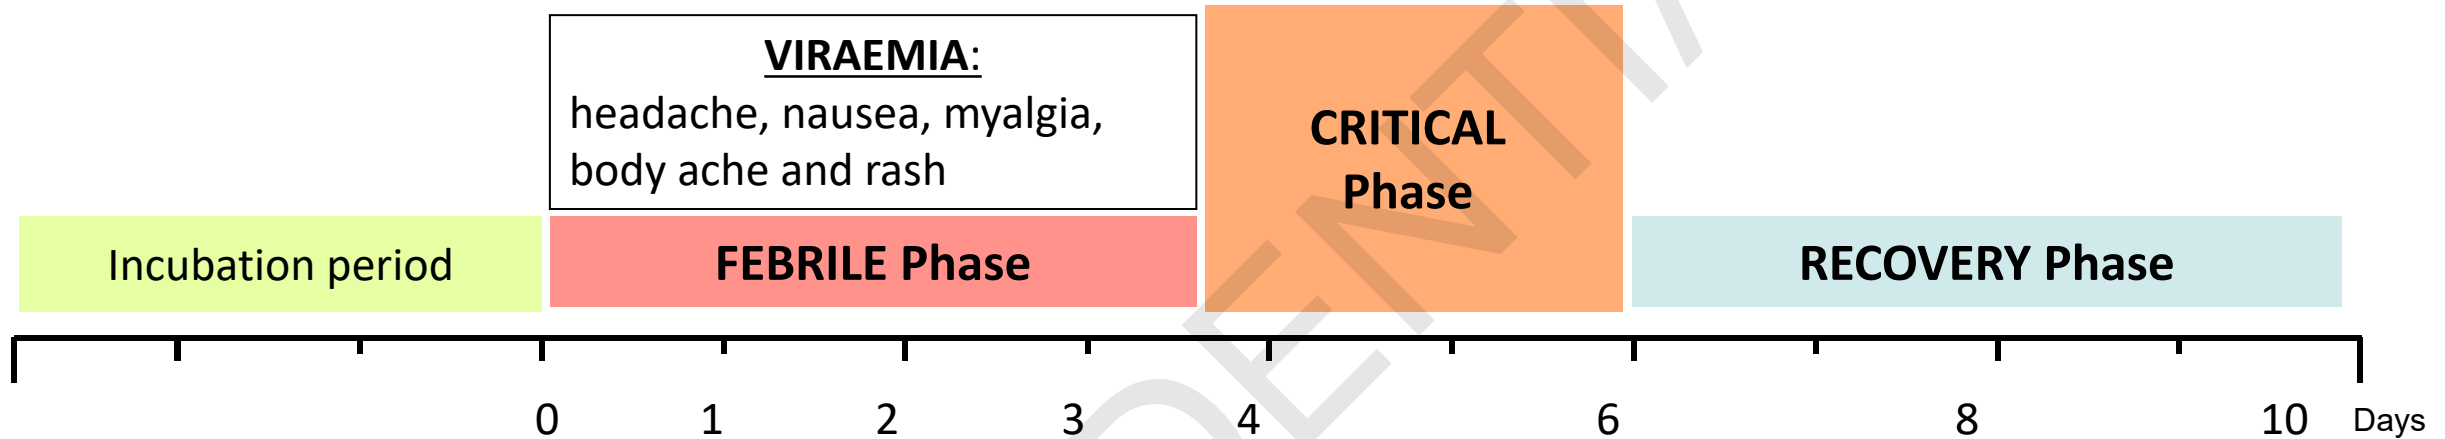 VIRAEMIA:
headache, nausea, myalgia,
body ache and rash
CRITICAL
Phase
Incubation period
FEBRILE Phase
RECOVERY Phase
0 1 2 3 4 6 8 10 Days